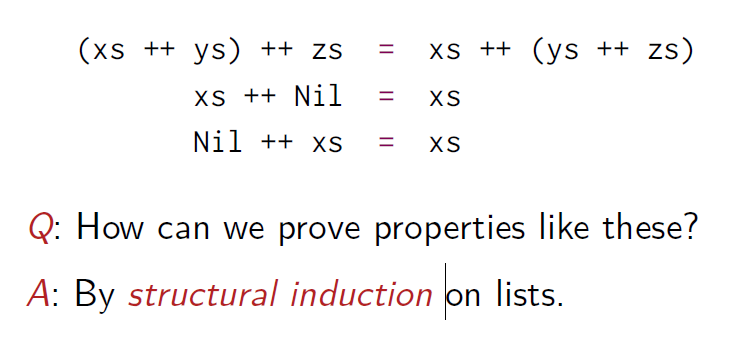 (xs ++ ys) ++ zs = xs ++ (ys ++ zs)
xs ++ Nil = xs
Nil ++ xs = xs
Q: How can we prove properties like these?
A: By structural induction on lists.